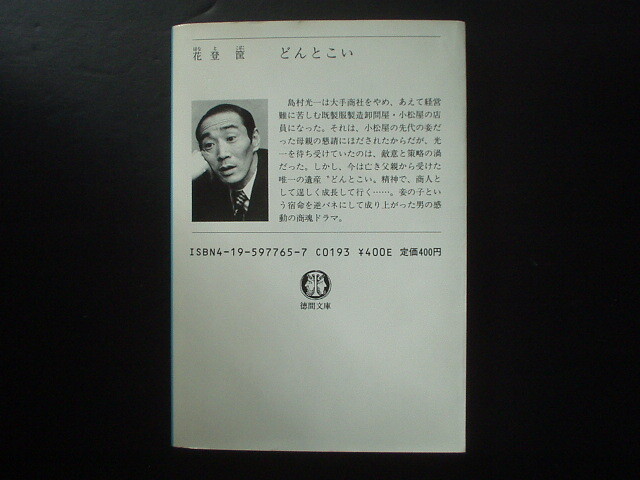 はな と こばこ
花登筐 どんとこい
島村光一は大手商社をやめ、あえて経営
難に苦しむ既製服製造卸問屋・小松屋の店
員になった。それは、小松屋の先代の妾だ
った母親の懇請にほだされたからだが、光
一を待ち受けていたのは、敵意と策略の渦
だった。しかし、今は亡き父親から受けた
唯一の遺産〝どんとこい〟精神で、商人と
して逞しく成長して行く……。妾の子とい
う宿命を逆バネにして成り上がった男の感
動の商魂ドラマ。
ISBN4-19-597765-7 C0193 ¥400E 定価400円
徳間文庫